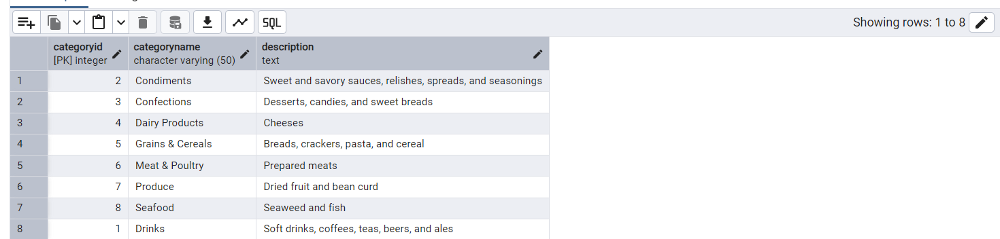 SQL
Showing rows: 1 to 8
categoryid categoryname description
[PK] integer character varying (50) text
1 2 Condiments Sweet and savory sauces, relishes, spreads, and seasonings
2 3 Confections Desserts, candies, and sweet breads
3 4 Dairy Products Cheeses
4 5 Grains & Cereals Breads, crackers, pasta, and cereal
5 6 Meat & Poultry Prepared meats
6 7 Produce Dried fruit and bean curd
7 8 Seafood Seaweed and fish
8 1 Drinks Soft drinks, coffees, teas, beers, and ales